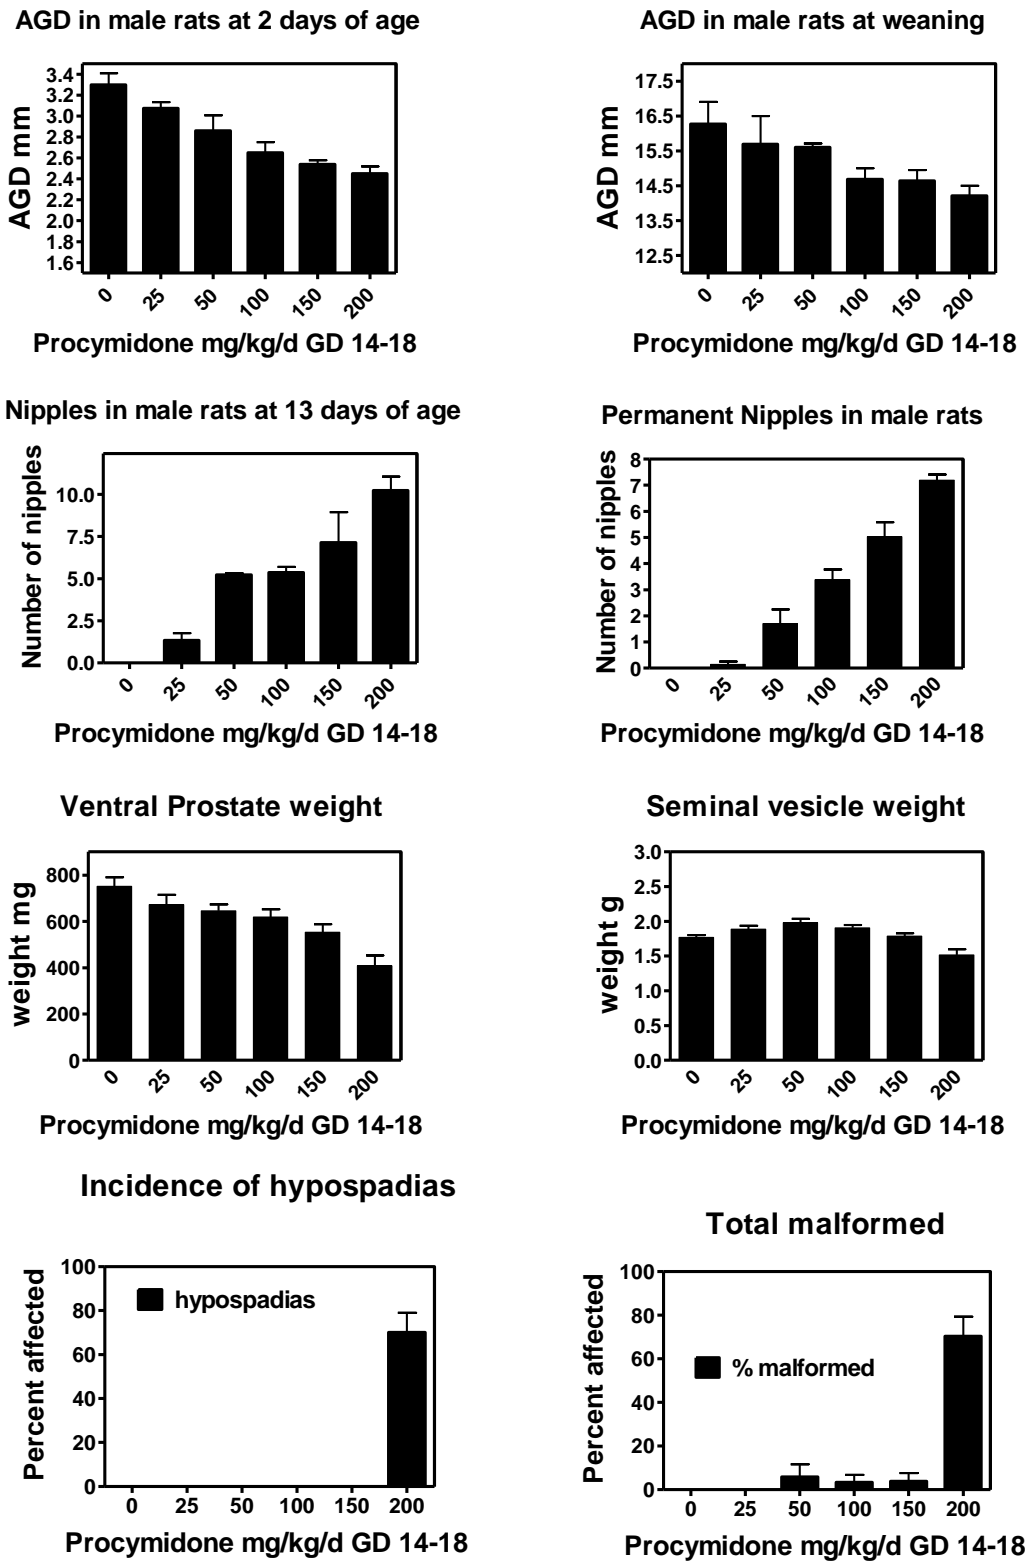 AGD in male rats at 2 days of age
AGD mm
3.4
3.2
3.0
2.8
2.6
2.4
2.2
2.0
1.8
1.6
0 25 50 100 150 200
Procymidone mg/kg/d GD 14-18
AGD in male rats at weaning
AGD mm
17.5
16.5
15.5
14.5
13.5
12.5
0 25 50 100 150 200
Procymidone mg/kg/d GD 14-18
Nipples in male rats at 13 days of age
Number of nipples
10.0
7.5
5.0
2.5
0.0
0 25 50 100 150 200
Procymidone mg/kg/d GD 14-18
Permanent Nipples in male rats
Number of nipples
8
7
6
5
4
3
2
1
0
0 25 50 100 150 200
Procymidone mg/kg/d GD 14-18
Ventral Prostate weight
weight mg
800
600
400
200
0
0 25 50 100 150 200
Procymidone mg/kg/d GD 14-18
Seminal vesicle weight
weight g
3.0
2.5
2.0
1.5
1.0
0.5
0.0
0 25 50 100 150 200
Procymidone mg/kg/d GD 14-18
Incidence of hypospadias
Percent affected
100
80
60
40
20
0
hypospadias
0 25 50 100 150 200
Procymidone mg/kg/d GD 14-18
Total malformed
Percent affected
100
80
60
40
20
0
% malformed
0 25 50 100 150 200
Procymidone mg/kg/d GD 14-18